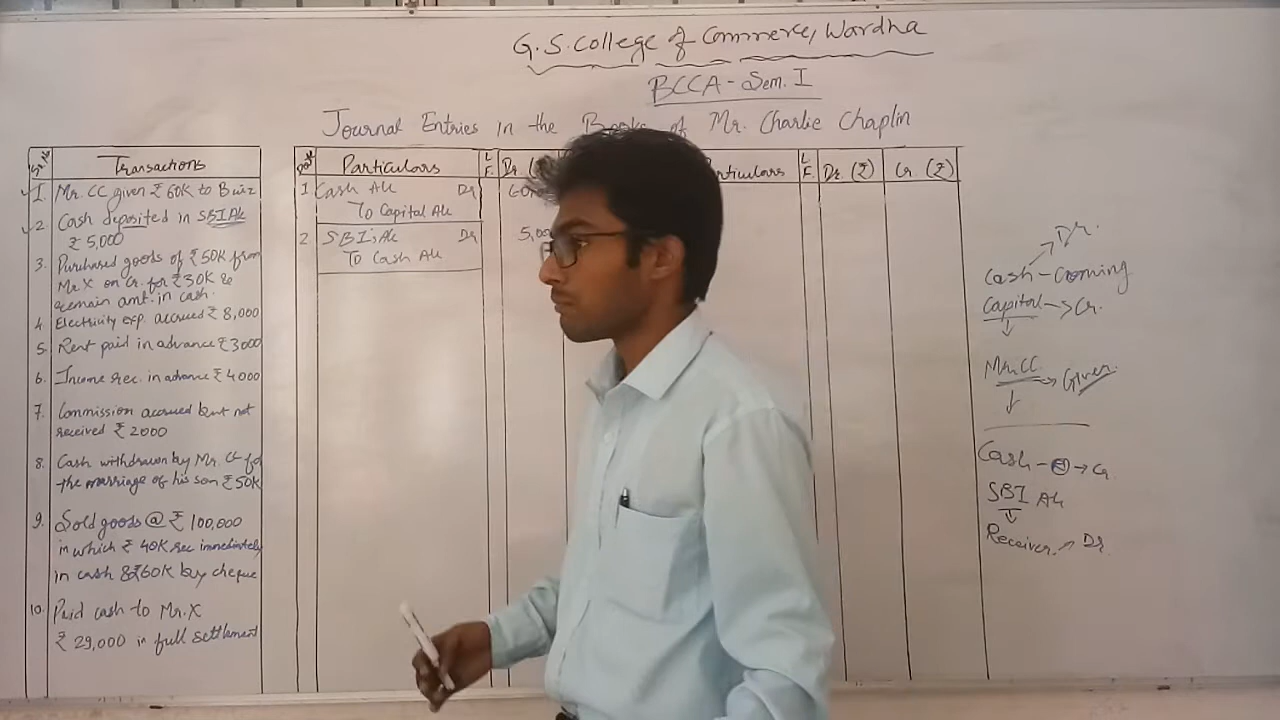 G.S. College of Commerce, Wardha
BCCA - Sem. I
Journal Entries in the Books of Mr. Charlie Chaplin
Sr. No
Transactions
1. Mr. CC given ₹ 60K to Buiz
2. Cash deposited in SBI A/c
₹ 5,000
3. Purchased goods of ₹50K from
Mr X on Cr. for ₹30K &
remain amt. in cash.
4. Electricity exp. accrued ₹ 8,000
5. Rent paid in advance ₹3000
6. Income rec. in advance ₹4000
7. Commission accrued but not
received ₹ 2000
8. Cash withdrawn by Mr. CC for
the marriage of his son ₹50K
9. Sold goods @ ₹ 100,000
in which ₹ 40K rec immediately
in cash & ₹60K by cheque
10. Paid cash to Mr. X
₹ 29,000 in full settlement
Particulars L.F. Dr (₹
1 Cash A/c Dr 60,0
To Capital A/c
2 SBI's A/c Dr 5,00
To Cash A/c
rticulars L.F. Dr (₹) Cr (₹)
Dr.
Cash - Coming
Capital → Cr.
Mr. CC. → Giver
Cash - → Cr
SBI A/c
Receiver → Dr